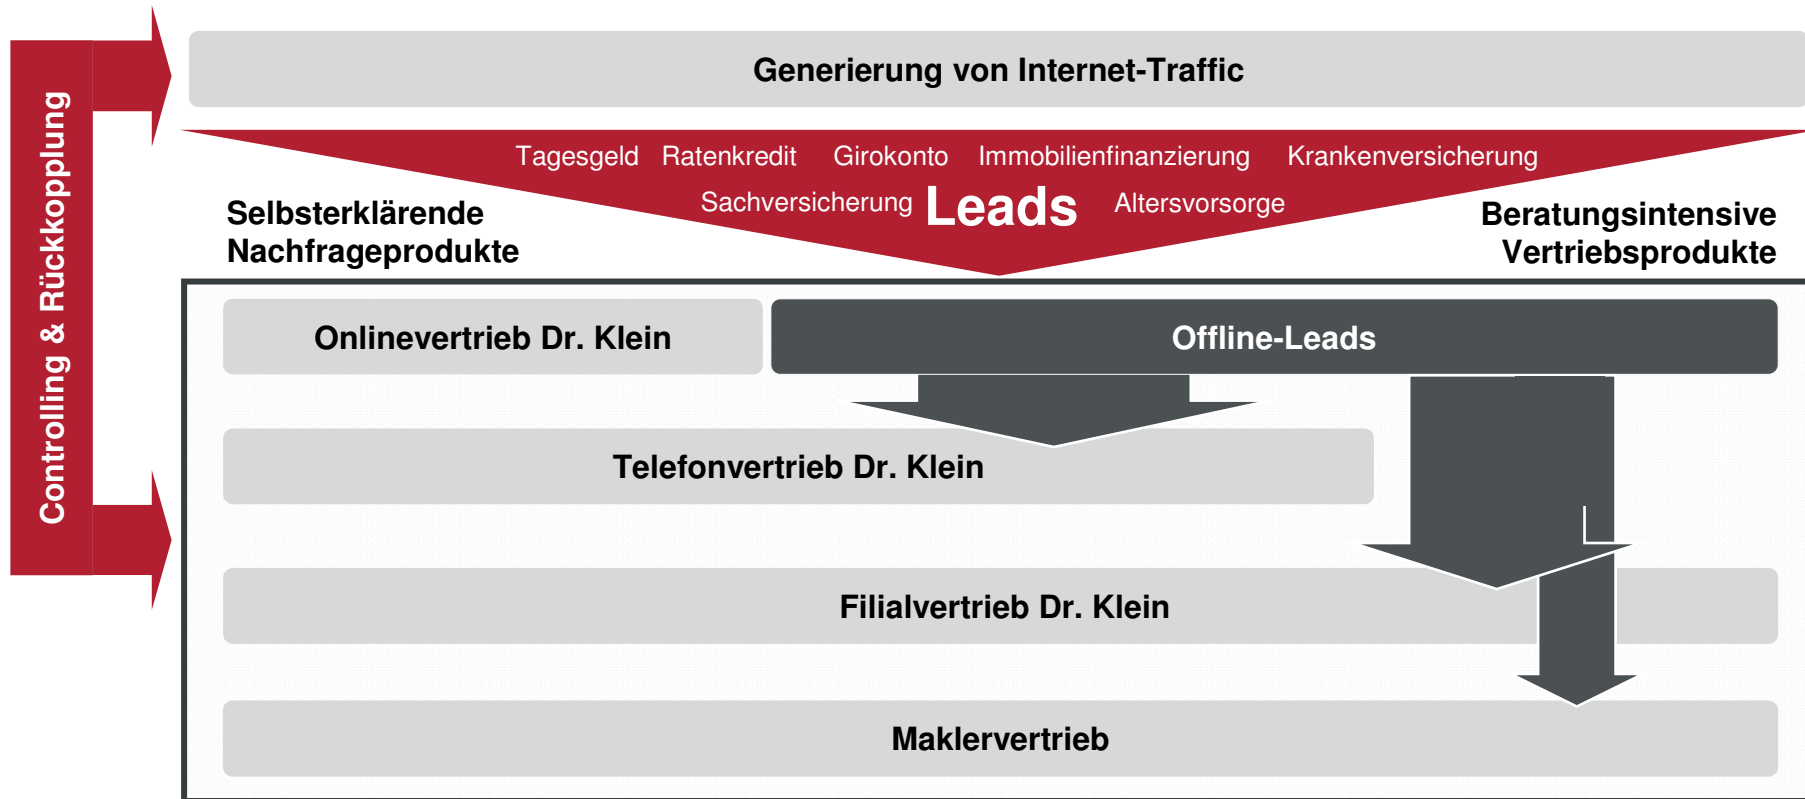 Generierung von Internet-Traffic
Controlling & Rückkopplung
Tagesgeld Ratenkredit Girokonto Immobilienfinanzierung Krankenversicherung
Sachversicherung Leads Altersvorsorge
Selbsterklärende
Nachfrageprodukte
Beratungsintensive
Vertriebsprodukte
Onlinevertrieb Dr. Klein
Offline-Leads
Telefonvertrieb Dr. Klein
Filialvertrieb Dr. Klein
Maklervertrieb